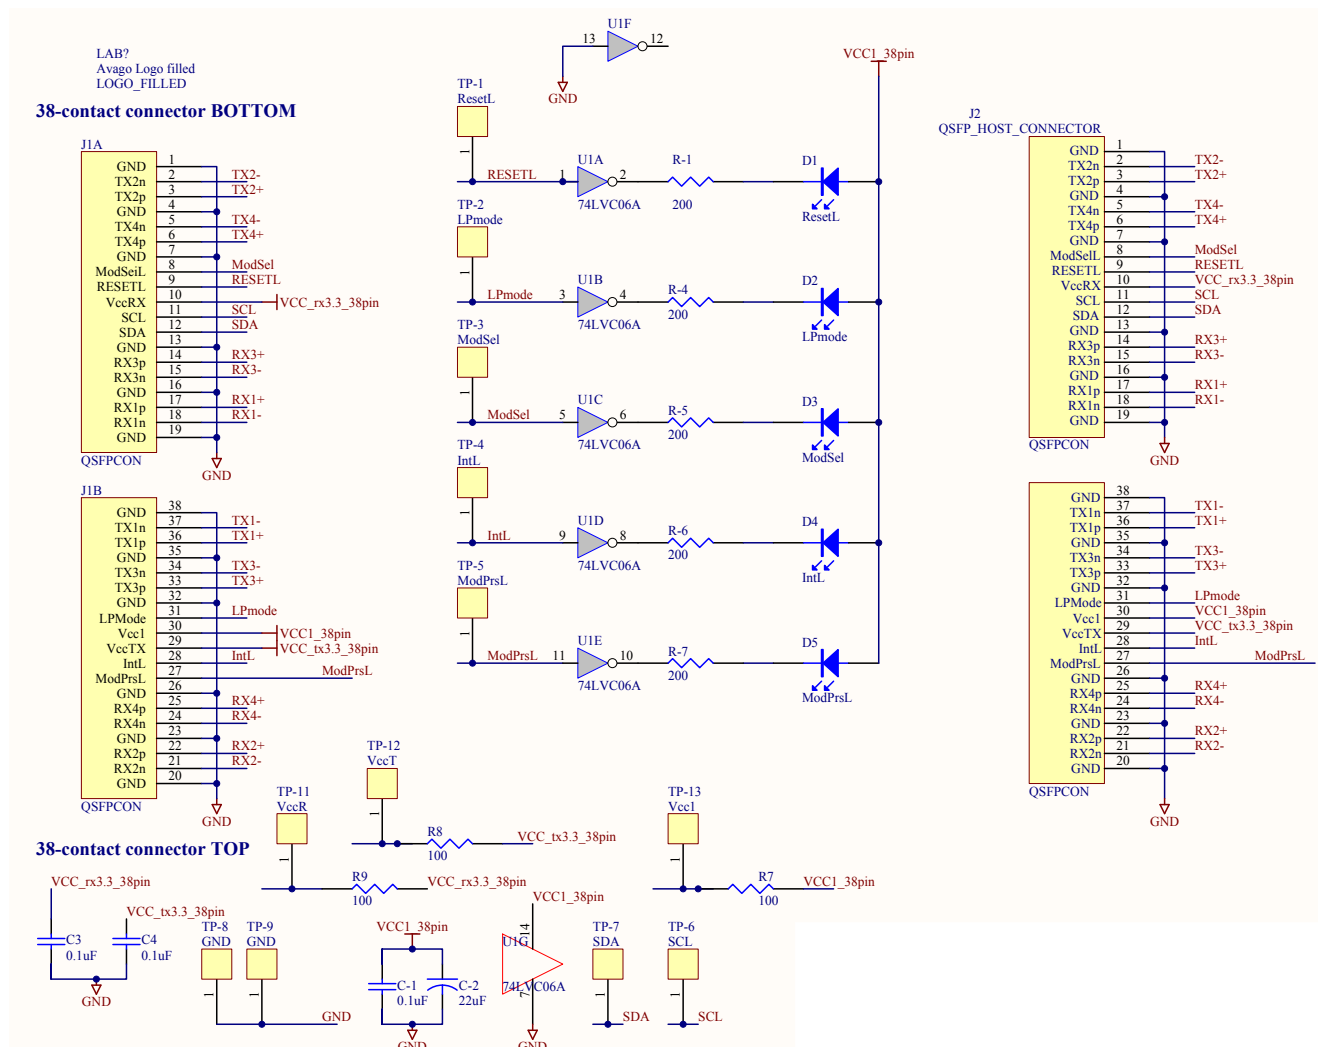 LAB?
Avago Logo filled
LOGO_FILLED
38-contact connector BOTTOM
J1A
GND 1
TX2n 2 TX2-
TX2p 3 TX2+
GND 4
TX4n 5 TX4-
TX4p 6 TX4+
GND 7
ModSeiL 8 ModSel
RESETL 9 RESETL
VccRX 10 VCC_rx3.3_38pin
SCL 11 SCL
SDA 12 SDA
GND 13
RX3p 14 RX3+
RX3n 15 RX3-
GND 16
RX1p 17 RX1+
RX1n 18 RX1-
GND 19
QSFPCON
GND
J1B
GND 38
TX1n 37 TX1-
TX1p 36 TX1+
GND 35
TX3n 34 TX3-
TX3p 33 TX3+
GND 32
LPMode 31 LPmode
Vcc1 30 VCC1_38pin
VccTX 29 VCC_tx3.3_38pin
IntL 28 IntL
ModPrsL 27 ModPrsL
GND 26
RX4p 25 RX4+
RX4n 24 RX4-
GND 23
RX2p 22 RX2+
RX2n 21 RX2-
GND 20
QSFPCON
GND
38-contact connector TOP
U1F
13 12
GND
VCC1_38pin
TP-1
ResetL
1
RESETL 1 U1A 2 R-1 D1
74LVC06A 200 ResetL
TP-2
LPmode
1
LPmode 3 U1B 4 R-4 D2
74LVC06A 200 LPmode
TP-3
ModSel
1
ModSel 5 U1C 6 R-5 D3
74LVC06A 200 ModSel
TP-4
IntL
1
IntL 9 U1D 8 R-6 D4
74LVC06A 200 IntL
TP-5
ModPrsL
1
ModPrsL 11 U1E 10 R-7 D5
74LVC06A 200 ModPrsL
J2
QSFP_HOST_CONNECTOR
GND 1
TX2n 2 TX2-
TX2p 3 TX2+
GND 4
TX4n 5 TX4-
TX4p 6 TX4+
GND 7
ModSelL 8 ModSel
RESETL 9 RESETL
VccRX 10 VCC_rx3.3_38pin
SCL 11 SCL
SDA 12 SDA
GND 13
RX3p 14 RX3+
RX3n 15 RX3-
GND 16
RX1p 17 RX1+
RX1n 18 RX1-
GND 19
QSFPCON
GND
GND 38
TX1n 37 TX1-
TX1p 36 TX1+
GND 35
TX3n 34 TX3-
TX3p 33 TX3+
GND 32
LPMode 31 LPmode
Vcc1 30 VCC1_38pin
VccTX 29 VCC_tx3.3_38pin
IntL 28 IntL
ModPrsL 27 ModPrsL
GND 26
RX4p 25 RX4+
RX4n 24 RX4-
GND 23
RX2p 22 RX2+
RX2n 21 RX2-
GND 20
QSFPCON
GND
TP-12
VccT
1
R8
100
VCC_tx3.3_38pin
TP-11
VccR
1
R9
100
VCC_rx3.3_38pin
TP-13
Vcc1
1
R7
100
VCC1_38pin
VCC_rx3.3_38pin
VCC_tx3.3_38pin
C3
0.1uF
C4
0.1uF
GND
TP-8
GND
1
TP-9
GND
1
GND
VCC1_38pin
C-1
0.1uF
C-2
22uF
GND
VCC1_38pin
14
U1G
74LVC06A
7
GND
TP-7
SDA
1
SDA
TP-6
SCL
1
SCL